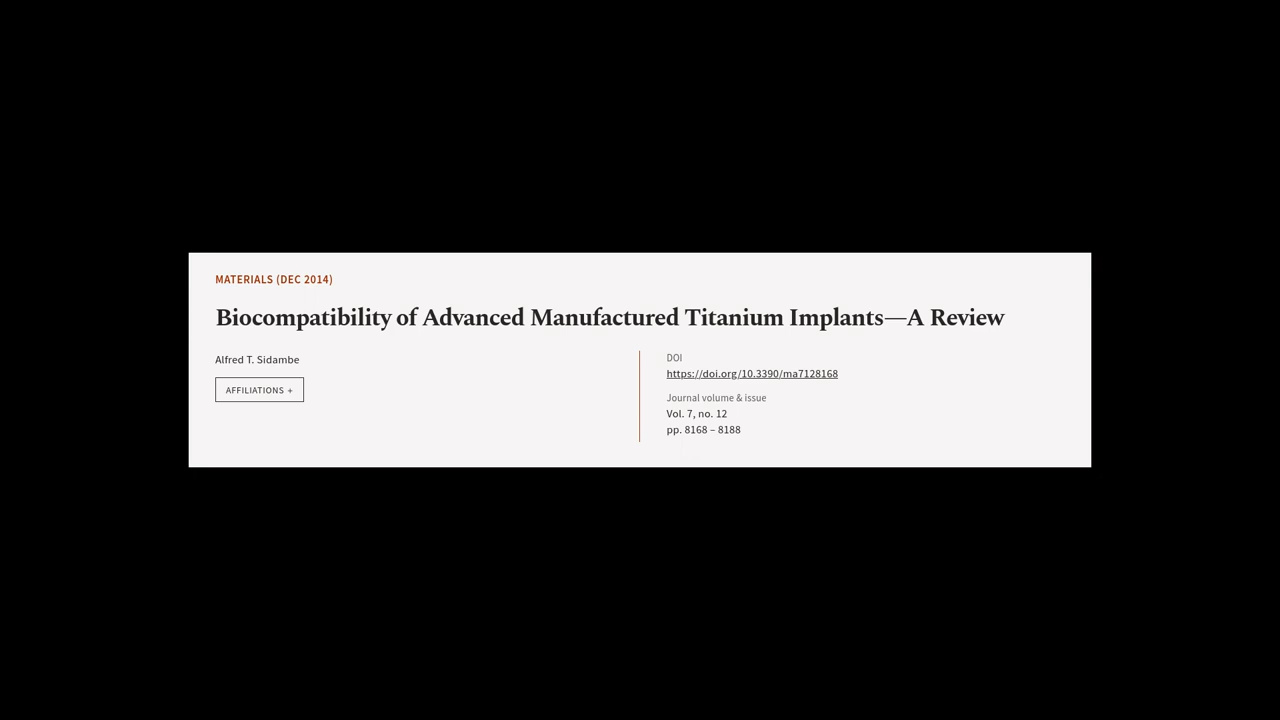 MATERIALS (DEC 2014)
Biocompatibility of Advanced Manufactured Titanium Implants—A Review
Alfred T. Sidambe
AFFILIATIONS +
DOI
https://doi.org/10.3390/ma7128168
Journal volume & issue
Vol. 7, no. 12
pp. 8168 – 8188